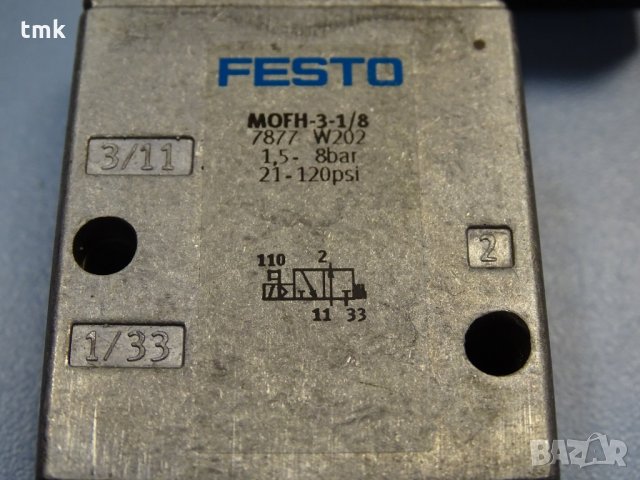 tmk
FESTO
MOFH-3-1/8
7877 W202
1,5- 8bar
21-120psi
3/11
2
110 2
11 33
1/33
BAZAR